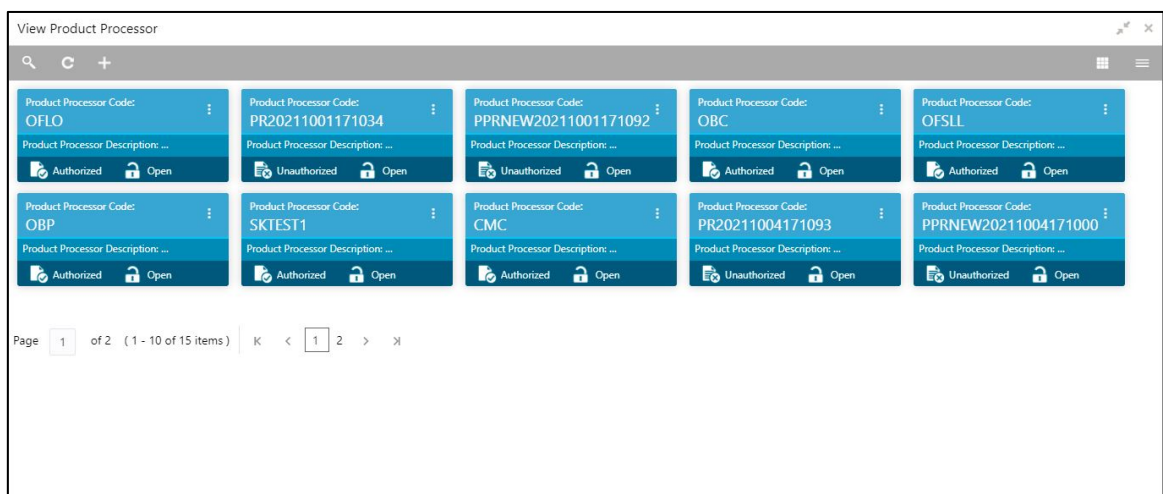 View Product Processor
Product Processor Code: Product Processor Code: Product Processor Code: Product Processor Code: Product Processor Code:
OFLO PR20211001171034 PPRNEW20211001171092 OBC OFSLL
Product Processor Description: ... Product Processor Description: ... Product Processor Description: ... Product Processor Description: ... Product Processor Description: ...
Authorized Open Unauthorized Open Unauthorized Open Authorized Open Authorized Open
Product Processor Code: Product Processor Code: Product Processor Code: Product Processor Code: Product Processor Code:
OBP SKTEST1 CMC PR20211004171093 PPRNEW20211004171000
Product Processor Description: ... Product Processor Description: ... Product Processor Description: ... Product Processor Description: ... Product Processor Description: ...
Authorized Open Authorized Open Authorized Open Unauthorized Open Unauthorized Open
Page 1 of 2 ( 1 - 10 of 15 items ) 1 2